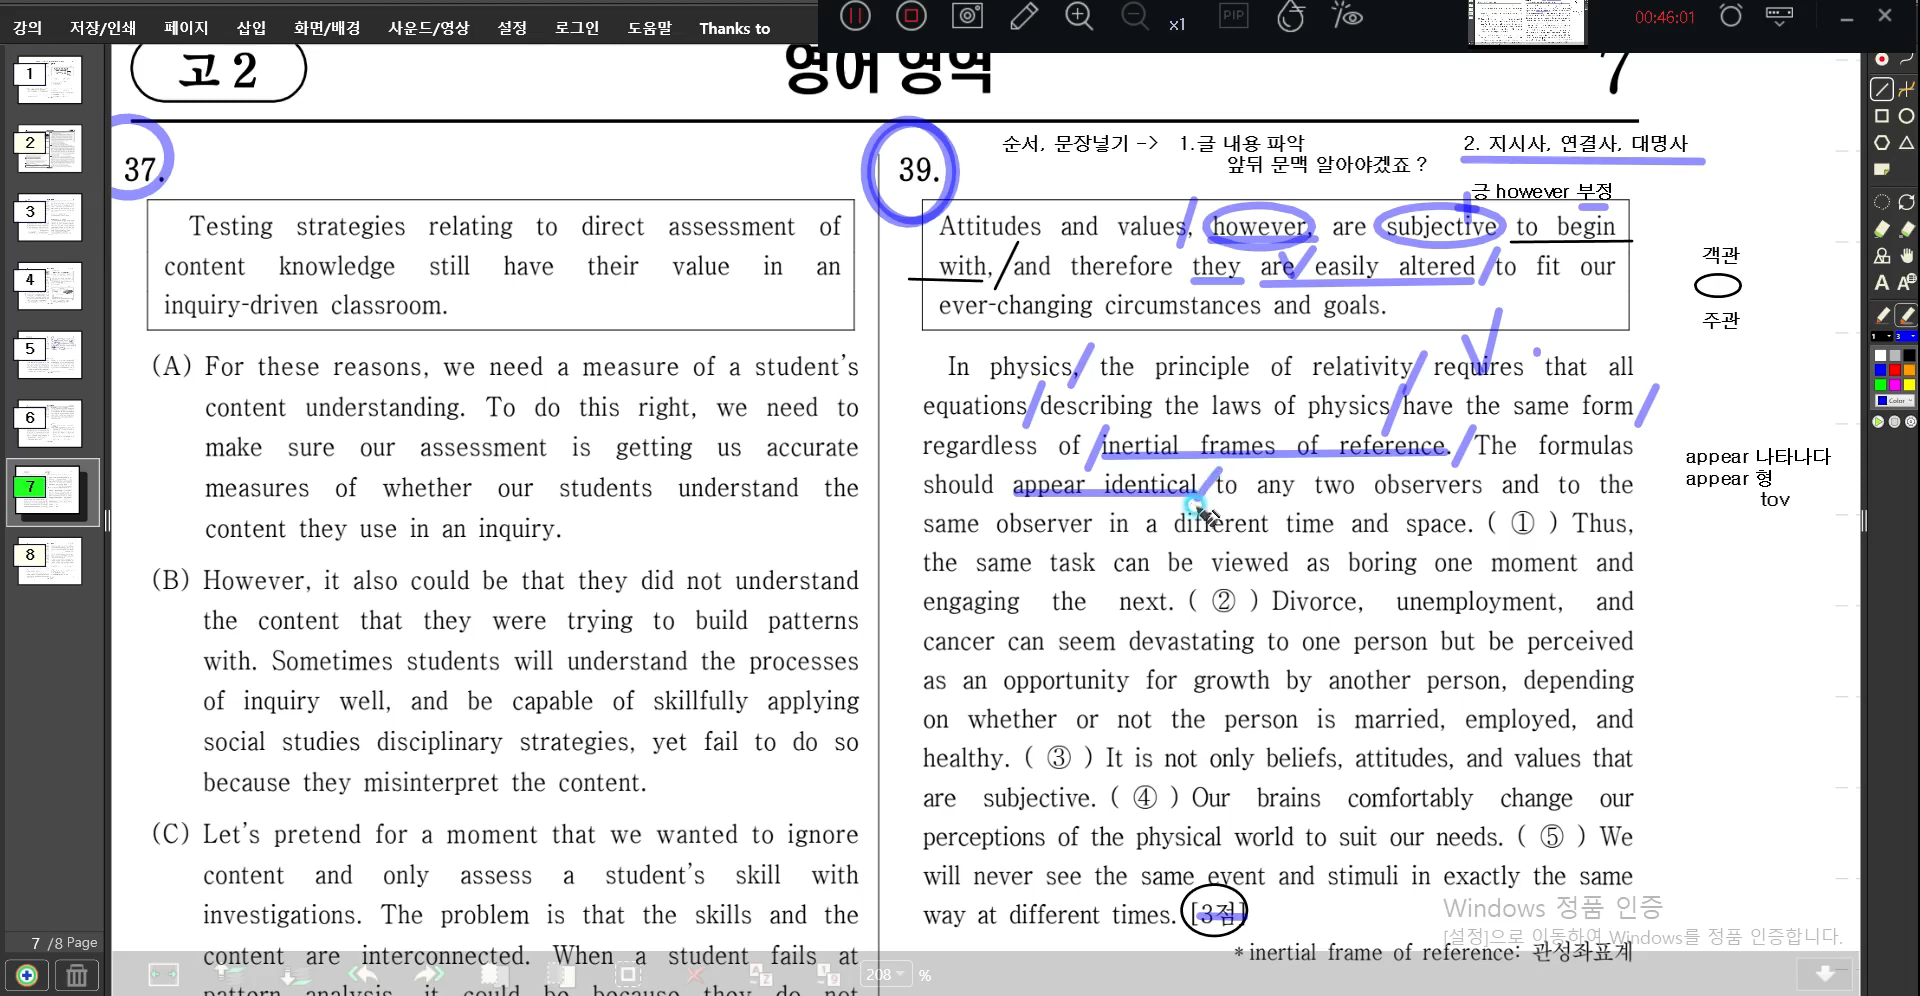 강의 저장/인쇄 페이지 삽입 화면/배경 사운드/영상 설정 로그인 도움말 Thanks to
x1
PIP
00:46:01
1
2
3
4
5
6
7
8
7 /8 Page
고 2
영어 영역
7
37.
Testing strategies relating to direct assessment of
content knowledge still have their value in an
inquiry-driven classroom.
(A) For these reasons, we need a measure of a student's
content understanding. To do this right, we need to
make sure our assessment is getting us accurate
measures of whether our students understand the
content they use in an inquiry.
(B) However, it also could be that they did not understand
the content that they were trying to build patterns
with. Sometimes students will understand the processes
of inquiry well, and be capable of skillfully applying
social studies disciplinary strategies, yet fail to do so
because they misinterpret the content.
(C) Let's pretend for a moment that we wanted to ignore
content and only assess a student's skill with
investigations. The problem is that the skills and the
content are interconnected. When a student fails at
pattern analysis, it could be because they do not
39.
순서, 문장넣기 -> 1.글 내용 파악
앞뒤 문맥 알아야겠죠 ?
2. 지시사, 연결사, 대명사
긍 however 부정
Attitudes and values, however, are subjective to begin
with, and therefore they are easily altered to fit our
ever-changing circumstances and goals.
객관
주관
In physics, the principle of relativity requires that all
equations describing the laws of physics have the same form
regardless of inertial frames of reference. The formulas
should appear identical to any two observers and to the
same observer in a different time and space. ( ① ) Thus,
the same task can be viewed as boring one moment and
engaging the next. ( ② ) Divorce, unemployment, and
cancer can seem devastating to one person but be perceived
as an opportunity for growth by another person, depending
on whether or not the person is married, employed, and
healthy. ( ③ ) It is not only beliefs, attitudes, and values that
are subjective. ( ④ ) Our brains comfortably change our
perceptions of the physical world to suit our needs. ( ⑤ ) We
will never see the same event and stimuli in exactly the same
way at different times. [3점]
* inertial frame of reference: 관성좌표계
appear 나타나다
appear 형
tov
Color
Windows 정품 인증
[설정]으로 이동하여 Windows를 정품 인증합니다.
208 %